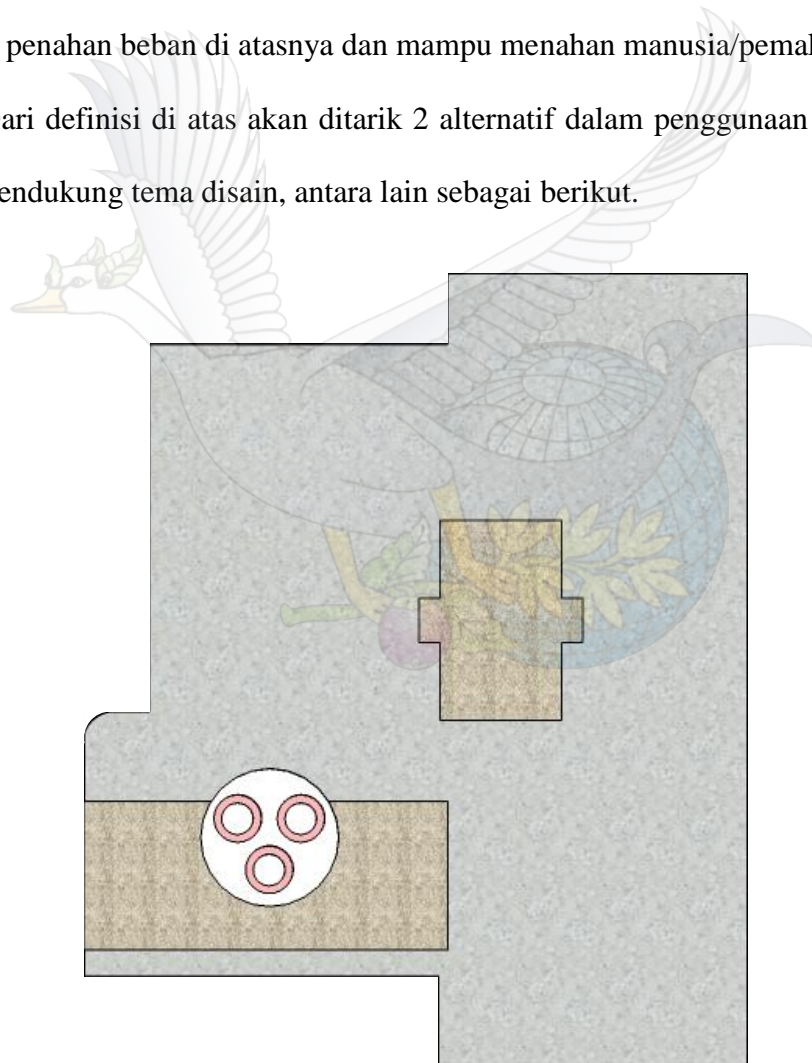 penahan beban di atasnya dan mampu menahan manusia/pemal
ari definisi di atas akan ditarik 2 alternatif dalam penggunaan
endukung tema disain, antara lain sebagai berikut.